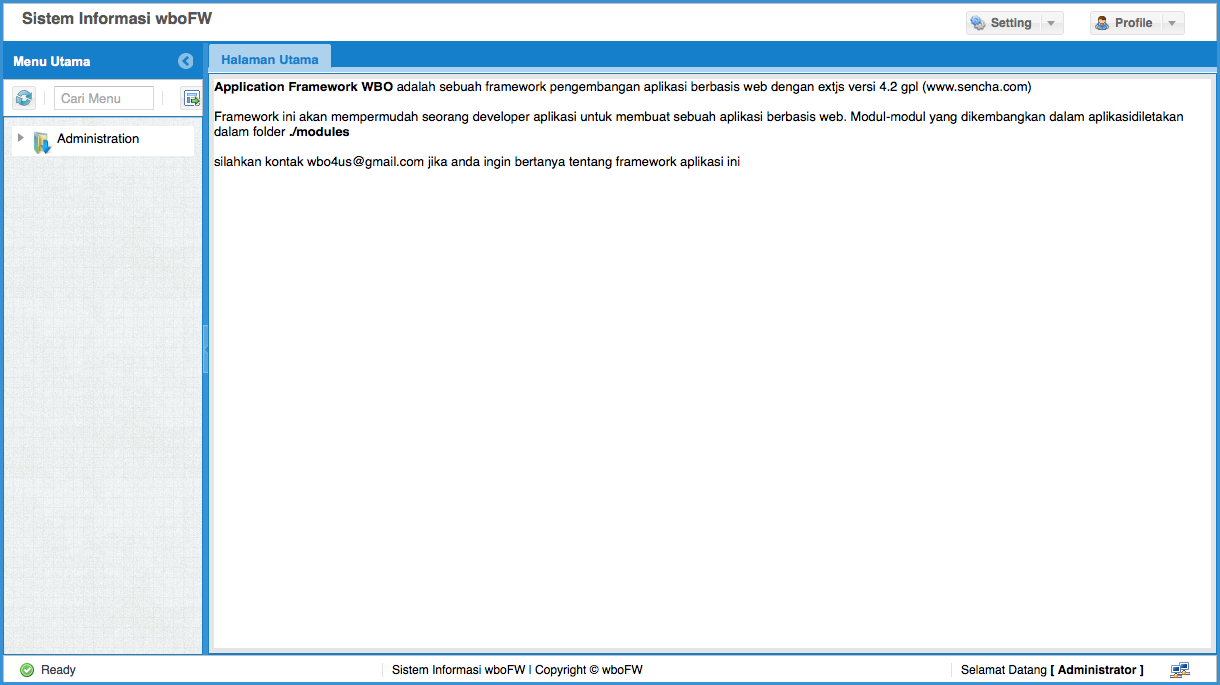 Sistem Informasi wboFW
Setting
Profile
Menu Utama
Halaman Utama
Cari Menu
Administration
Application Framework WBO adalah sebuah framework pengembangan aplikasi berbasis web dengan extjs versi 4.2 gpl (www.sencha.com)
Framework ini akan mempermudah seorang developer aplikasi untuk membuat sebuah aplikasi berbasis web. Modul-modul yang dikembangkan dalam aplikasidiletakan
dalam folder ./modules
silahkan kontak wbo4us@gmail.com jika anda ingin bertanya tentang framework aplikasi ini
Ready
Sistem Informasi wboFW | Copyright © wboFW
Selamat Datang [ Administrator ]